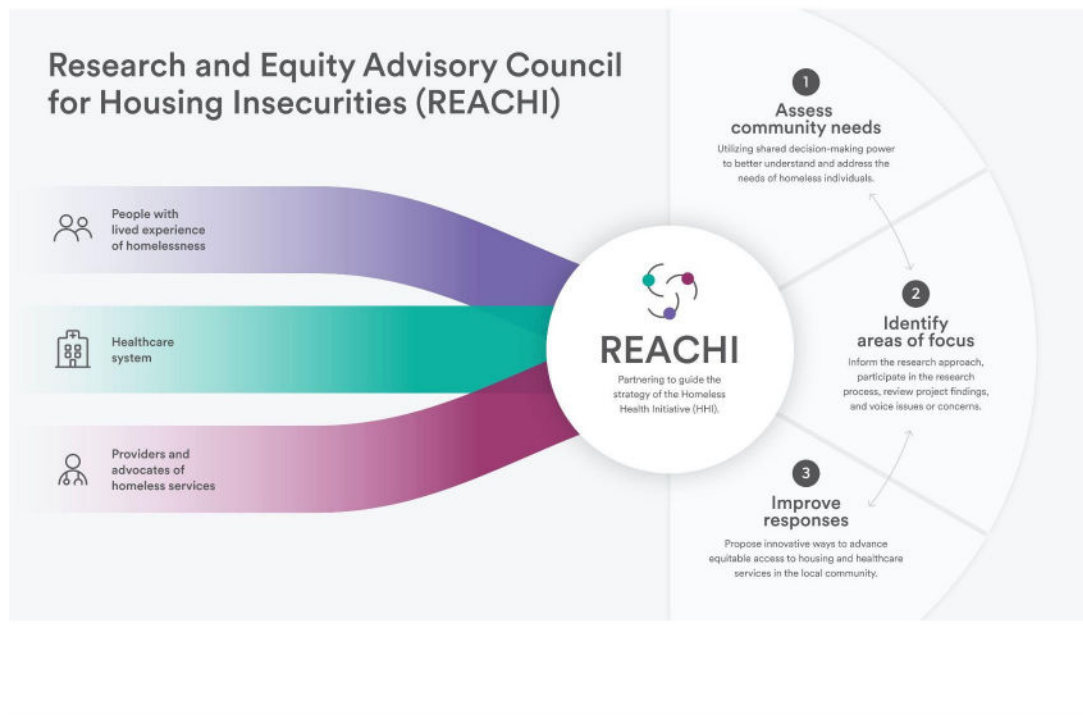 Research and Equity Advisory Council
for Housing Insecurities (REACHI)
People with
lived experience
of homelessness
Healthcare
system
Providers and
advocates of
homeless services
REACHI
Partnering to guide the
strategy of the Homeless
Health Initiative (HHI).
1
Assess
community needs
Utilizing shared decision-making power
to better understand and address the
needs of homeless individuals.
2
Identify
areas of focus
Inform the research approach,
participate in the research
process, review project findings,
and voice issues or concerns.
3
Improve
responses
Propose innovative ways to advance
equitable access to housing and healthcare
services in the local community.